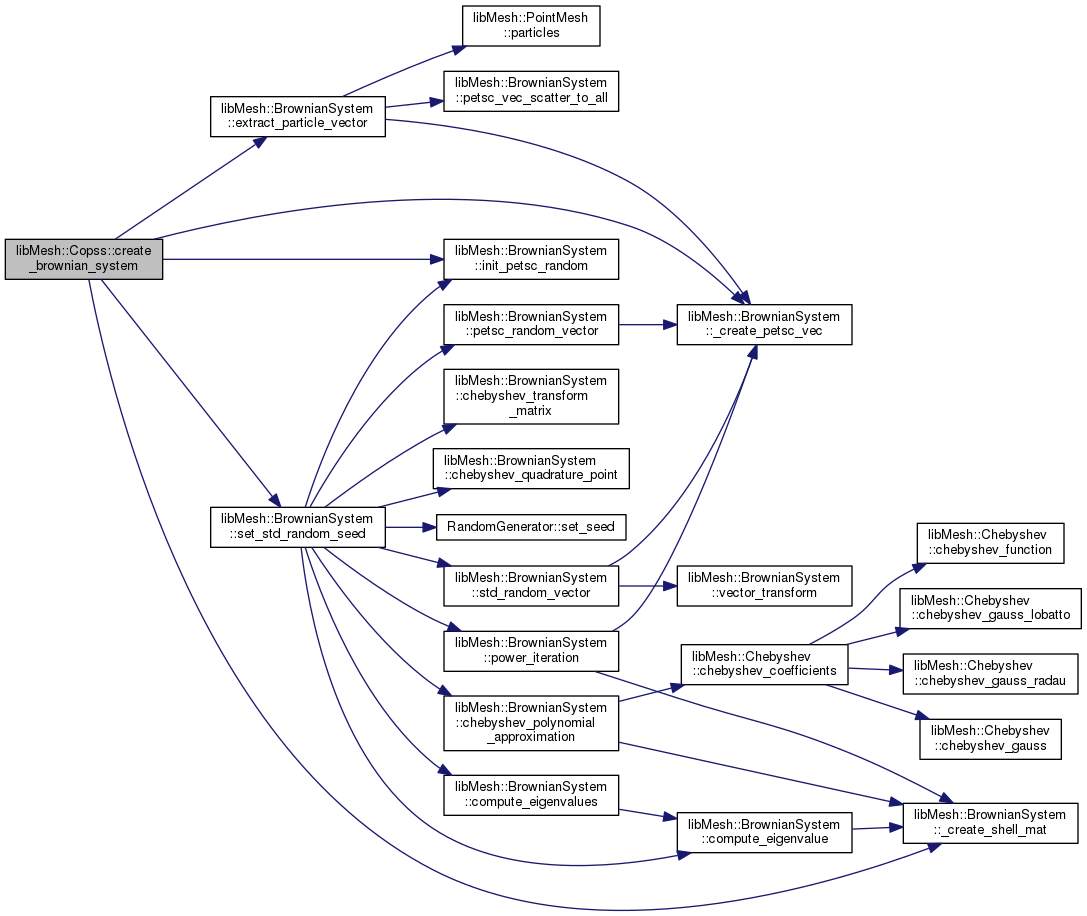 libMesh::PointMesh
::particles
libMesh::BrownianSystem
::petsc_vec_scatter_to_all
libMesh::BrownianSystem
::extract_particle_vector
libMesh::Copss::create
_brownian_system
libMesh::BrownianSystem
::init_petsc_random
libMesh::BrownianSystem
::petsc_random_vector
libMesh::BrownianSystem
::_create_petsc_vec
libMesh::BrownianSystem
::chebyshev_transform
_matrix
libMesh::BrownianSystem
::chebyshev_quadrature_point
libMesh::BrownianSystem
::set_std_random_seed
RandomGenerator::set_seed
libMesh::BrownianSystem
::std_random_vector
libMesh::BrownianSystem
::vector_transform
libMesh::BrownianSystem
::power_iteration
libMesh::Chebyshev
::chebyshev_coefficients
libMesh::Chebyshev
::chebyshev_function
libMesh::Chebyshev
::chebyshev_gauss_lobatto
libMesh::Chebyshev
::chebyshev_gauss_radau
libMesh::Chebyshev
::chebyshev_gauss
libMesh::BrownianSystem
::chebyshev_polynomial
_approximation
libMesh::BrownianSystem
::compute_eigenvalues
libMesh::BrownianSystem
::compute_eigenvalue
libMesh::BrownianSystem
::_create_shell_mat